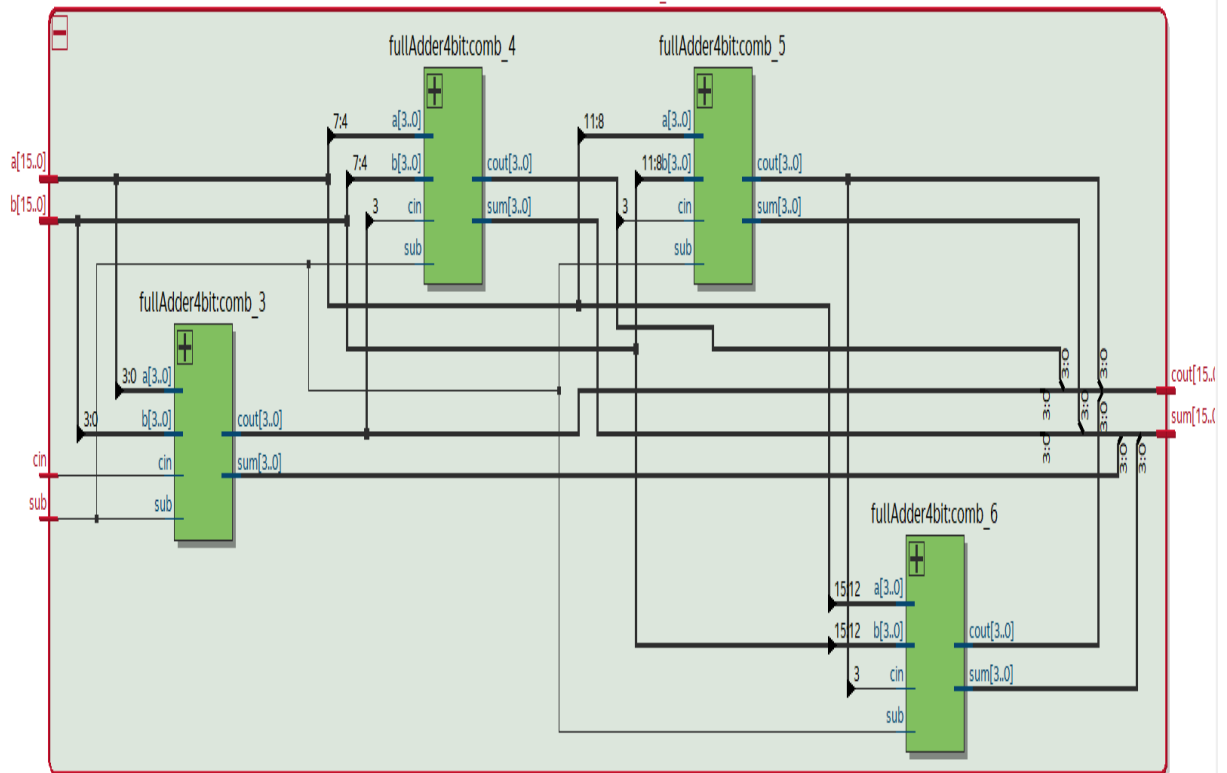 fullAdder4bit:comb_4
fullAdder4bit:comb_5
7:4
a[3..0]
11:8
a[3..0]
a[15..0]
7:4
b[3..0]
cout[3..0]
11:8
b[3..0]
cout[3..0]
b[15..0]
3
cin
sum[3..0]
3
cin
sum[3..0]
sub
sub
fullAdder4bit:comb_3
3:0
a[3..0]
3:0
3:0
cout[15..
3:0
b[3..0]
cout[3..0]
3:0
3:0
3:0
sum[15..
cin
cin
sum[3..0]
3:0
3:0
3:0
sub
sub
fullAdder4bit:comb_6
15:12
a[3..0]
15:12
b[3..0]
cout[3..0]
3
cin
sum[3..0]
sub